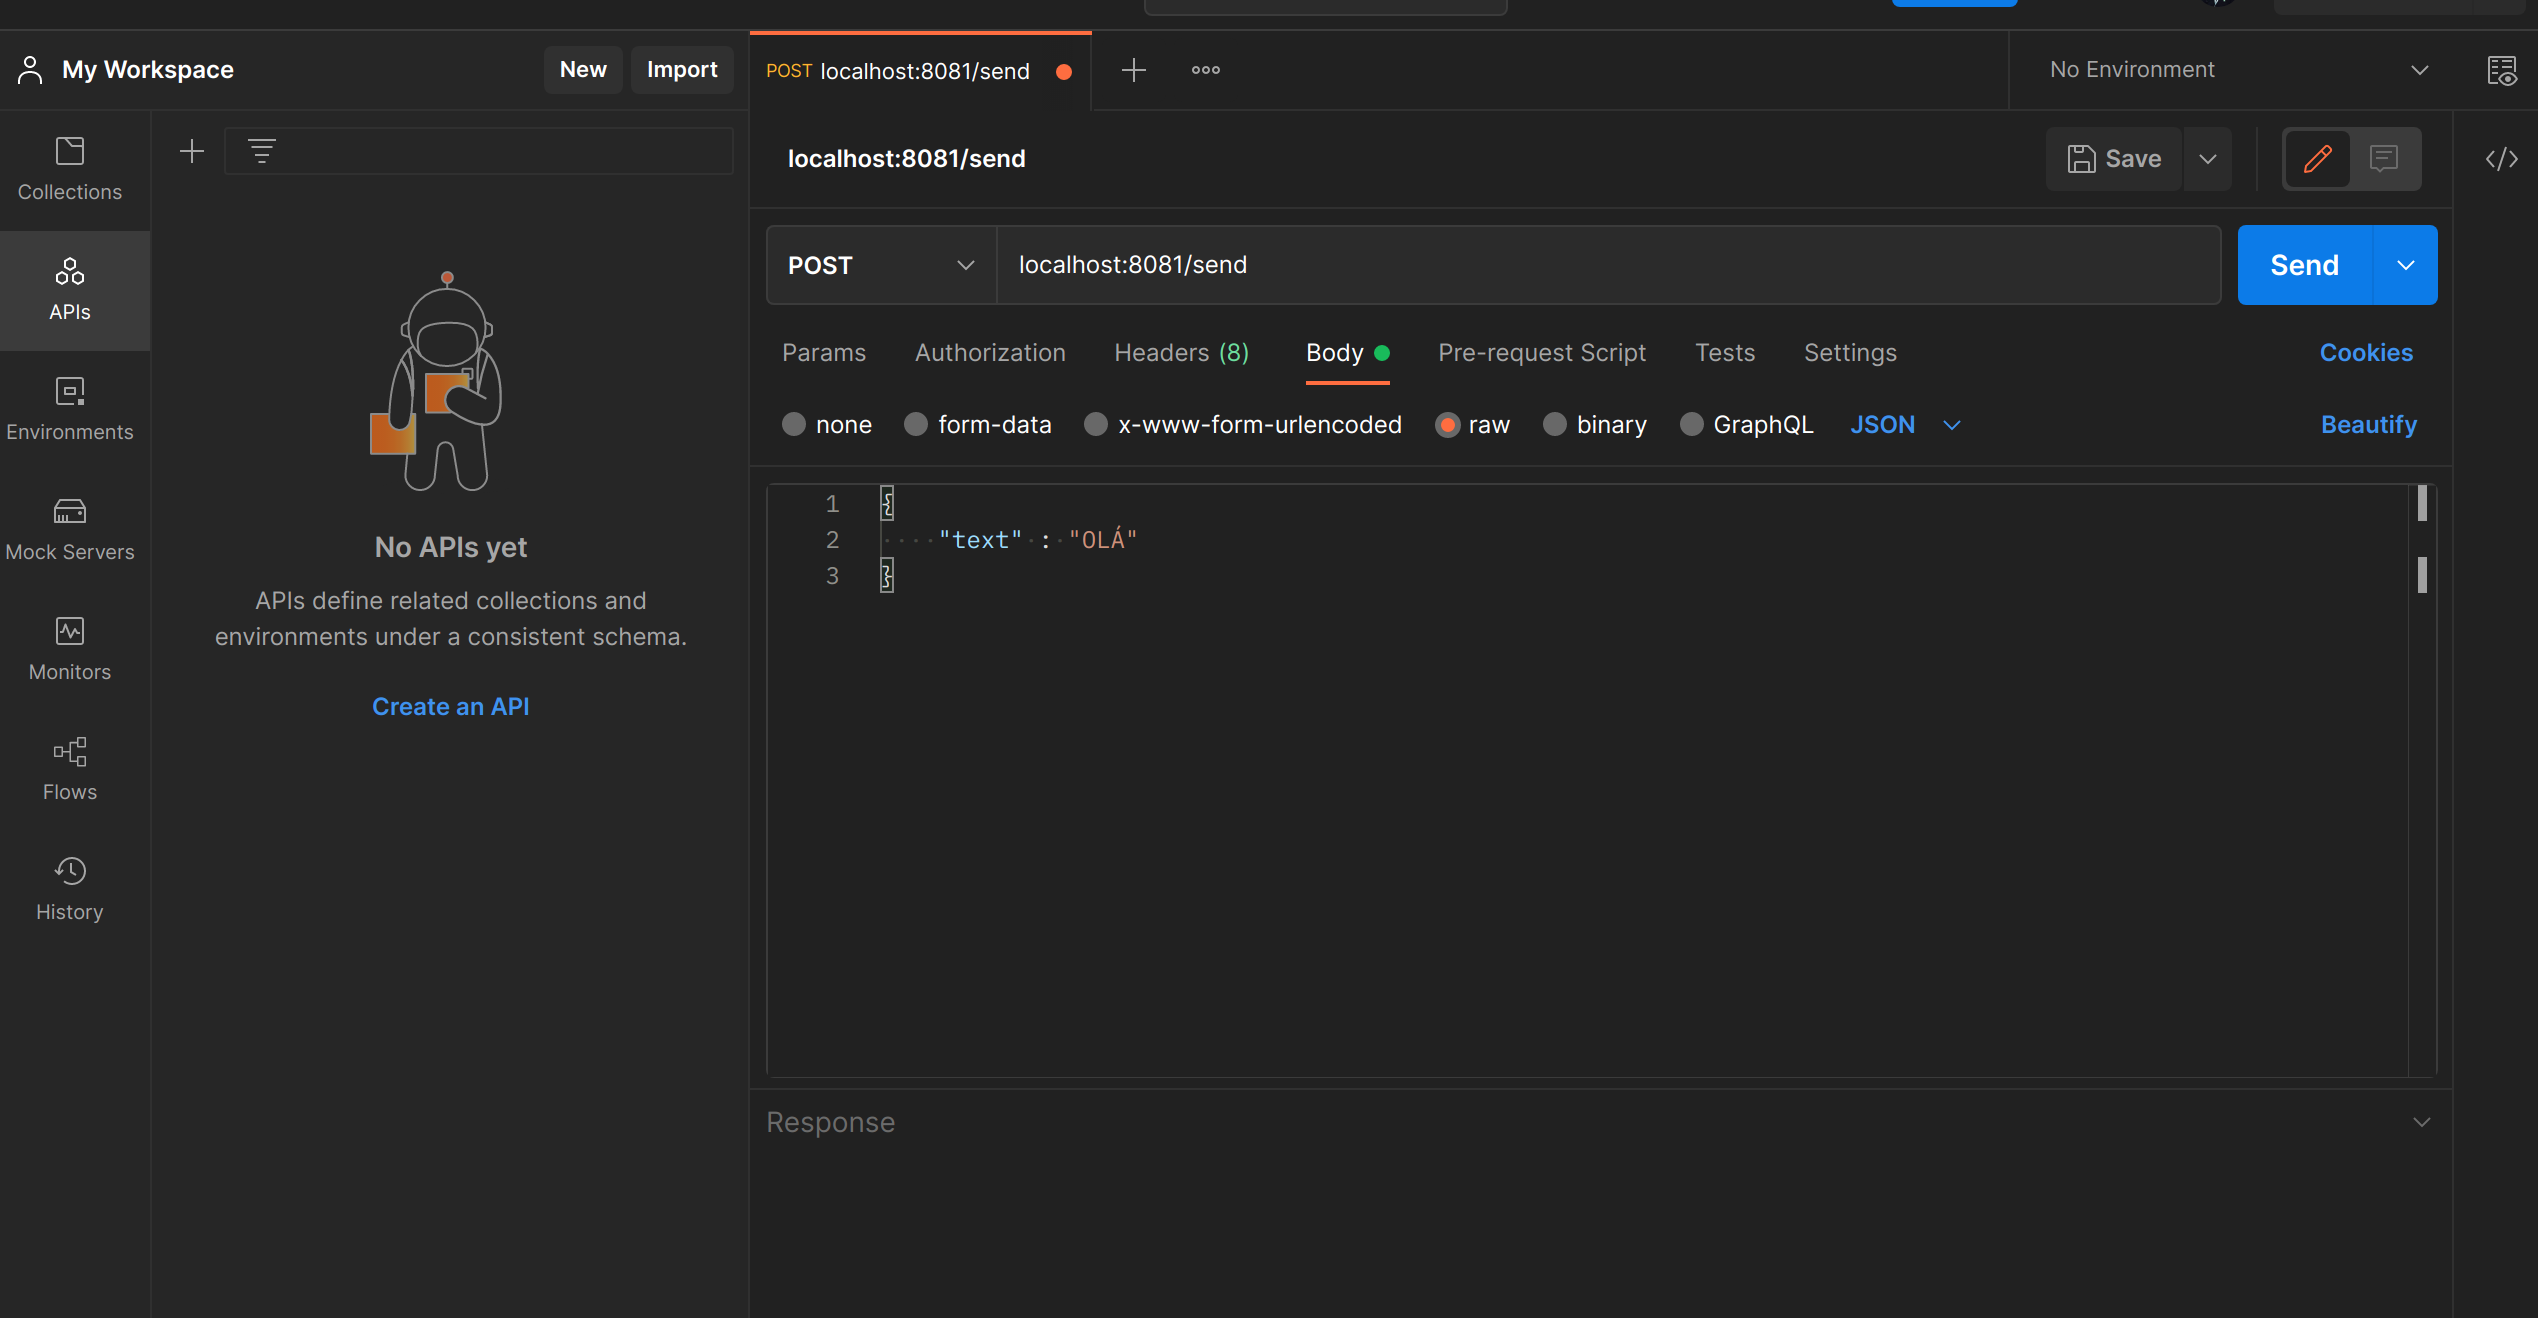 My Workspace
New
Import
POST localhost:8081/send
No Environment
Collections
APIs
Environments
Mock Servers
Monitors
Flows
History
No APIs yet
APIs define related collections and
environments under a consistent schema.
Create an API
localhost:8081/send
Save
POST
localhost:8081/send
Send
Params
Authorization
Headers (8)
Body
Pre-request Script
Tests
Settings
Cookies
none
form-data
x-www-form-urlencoded
raw
binary
GraphQL
JSON
Beautify
1 {
2 "text" : "OLÁ"
3 }
Response